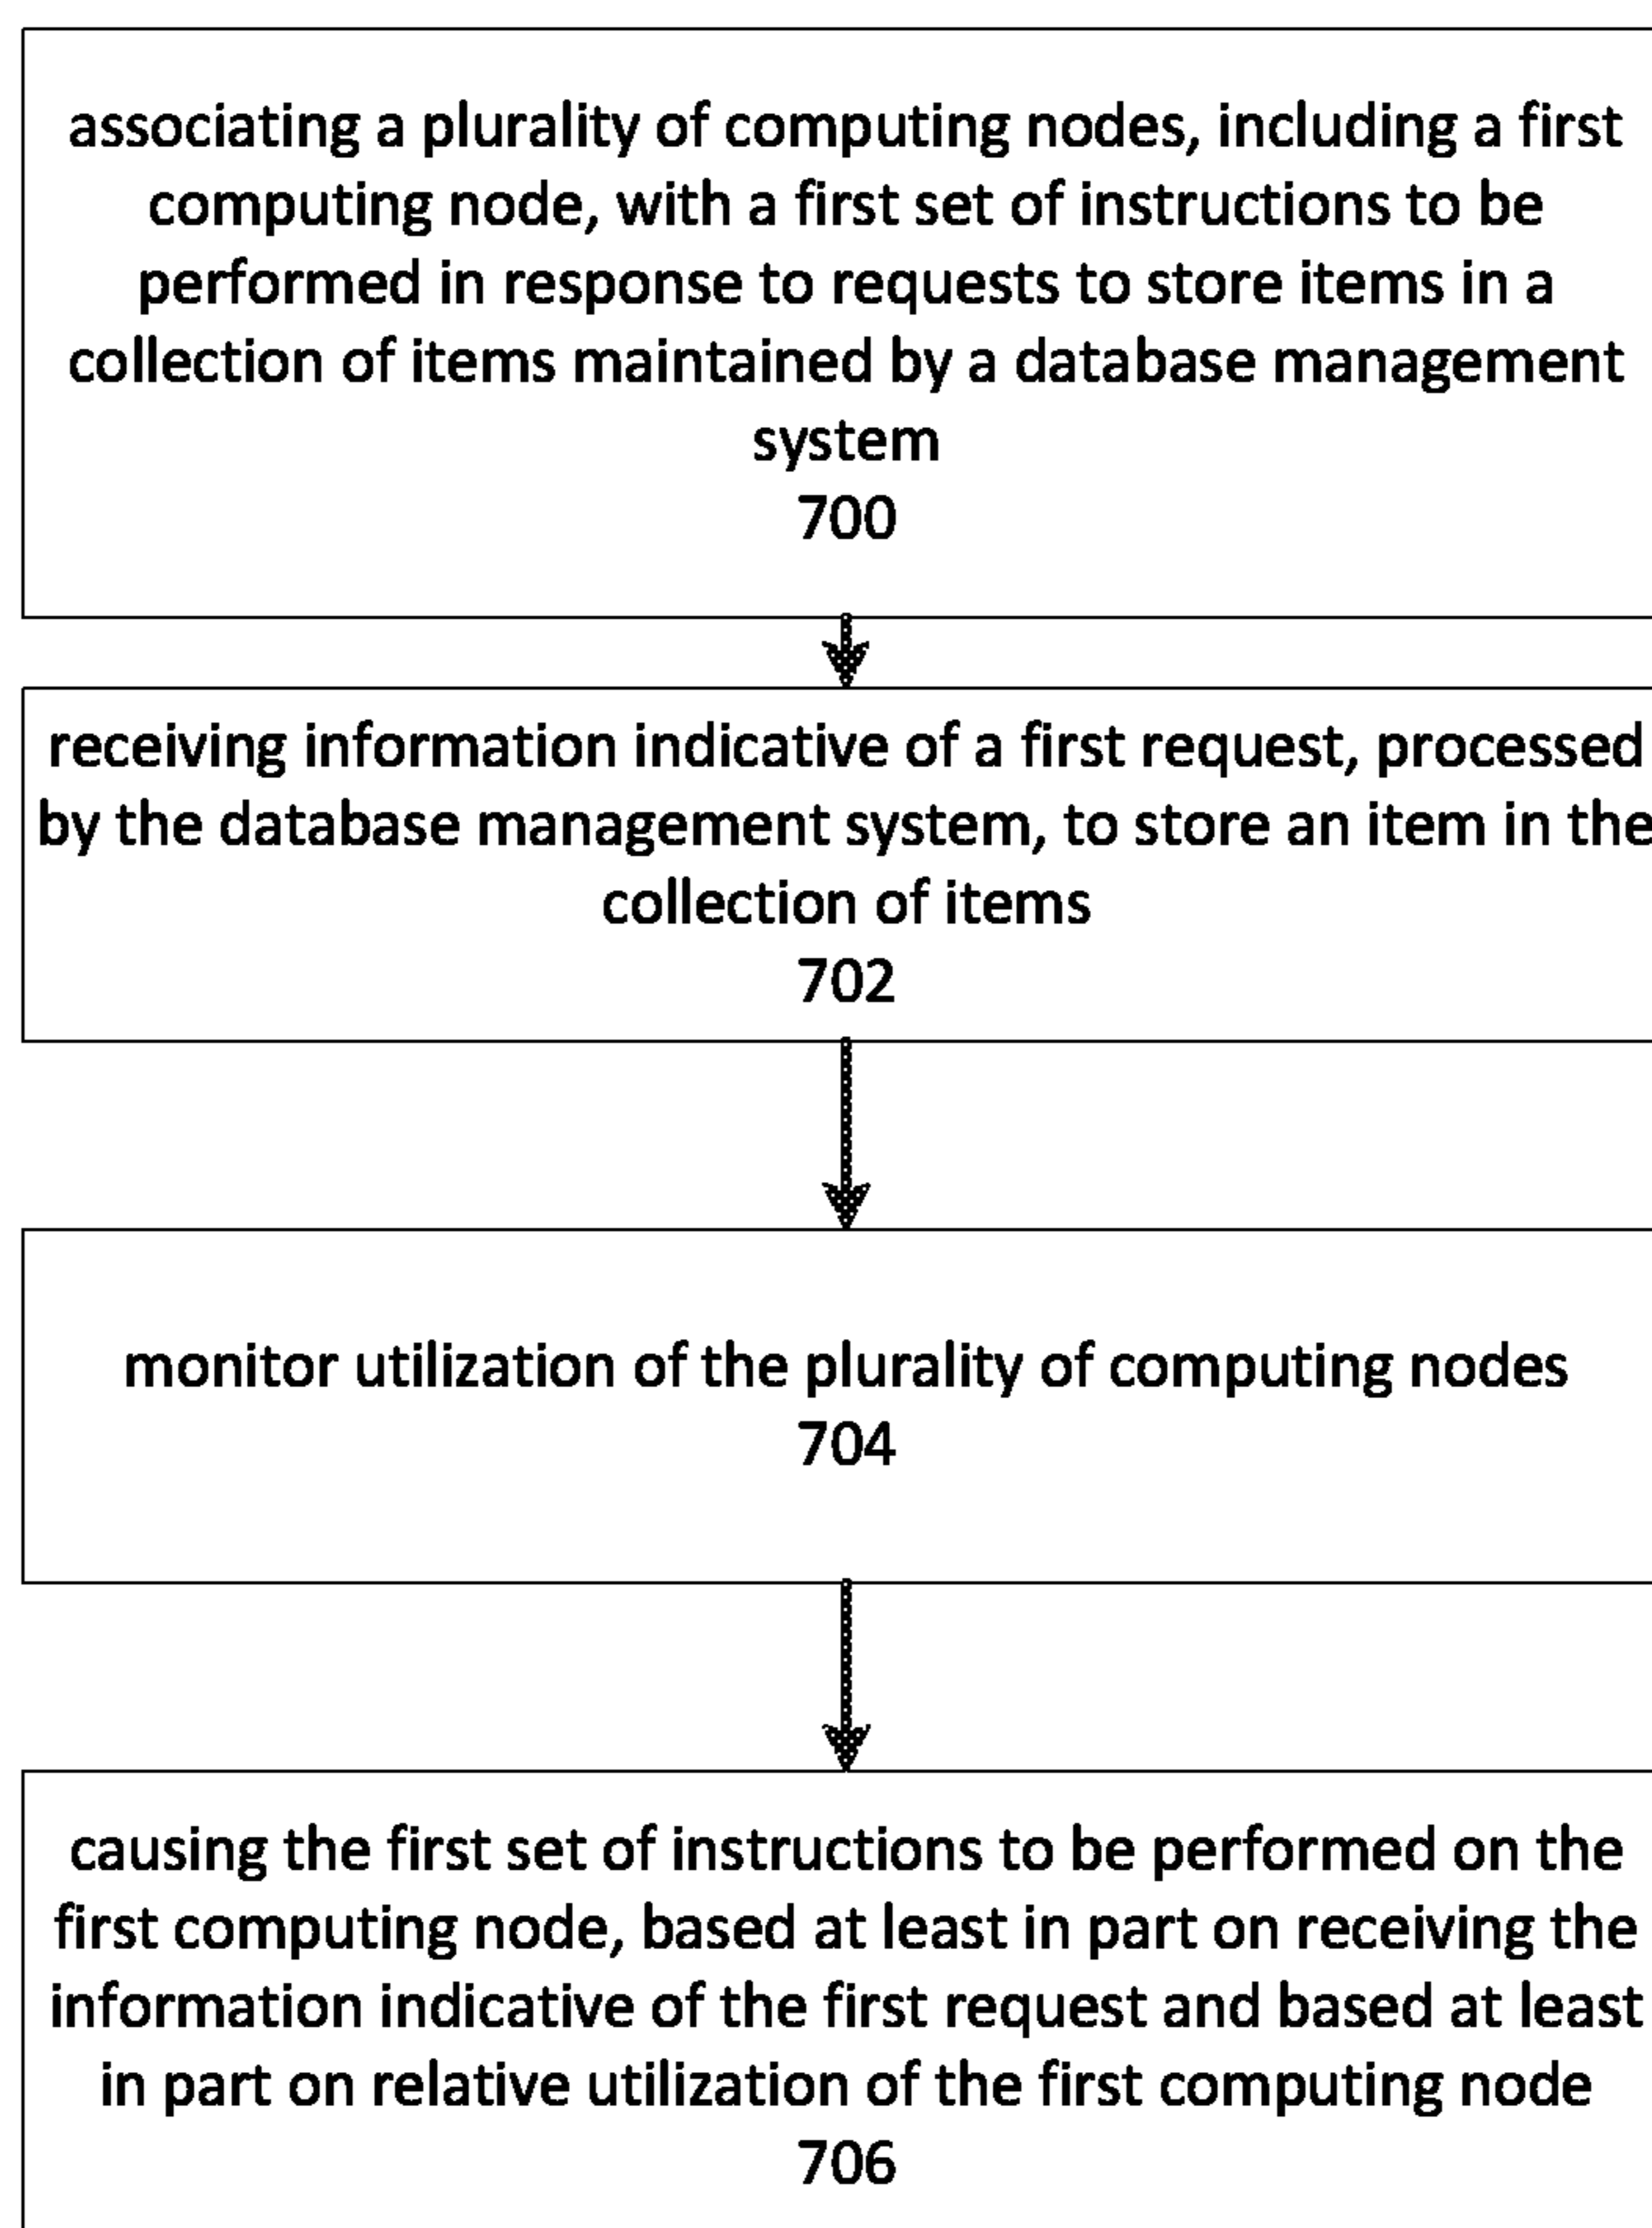 associating a plurality of computing nodes, including a first
computing node, with a first set of instructions to be
performed in response to requests to store items in a
collection of items maintained by a database management
system
700
receiving information indicative of a first request, processed
by the database management system, to store an item in the
collection of items
702
monitor utilization of the plurality of computing nodes
704
causing the first set of instructions to be performed on the
first computing node, based at least in part on receiving the
information indicative of the first request and based at least
in part on relative utilization of the first computing node
706